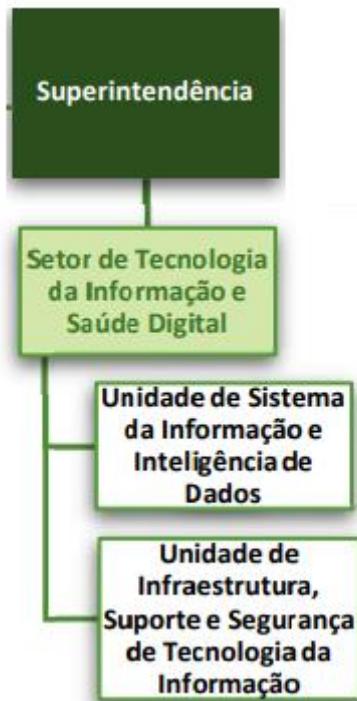 Superintendência
Setor de Tecnologia
da Informação e
Saúde Digital
Unidade de Sistema
da Informação e
Inteligência de
Dados
Unidade de
Infraestrutura,
Suporte e Segurança
de Tecnologia da
Informação